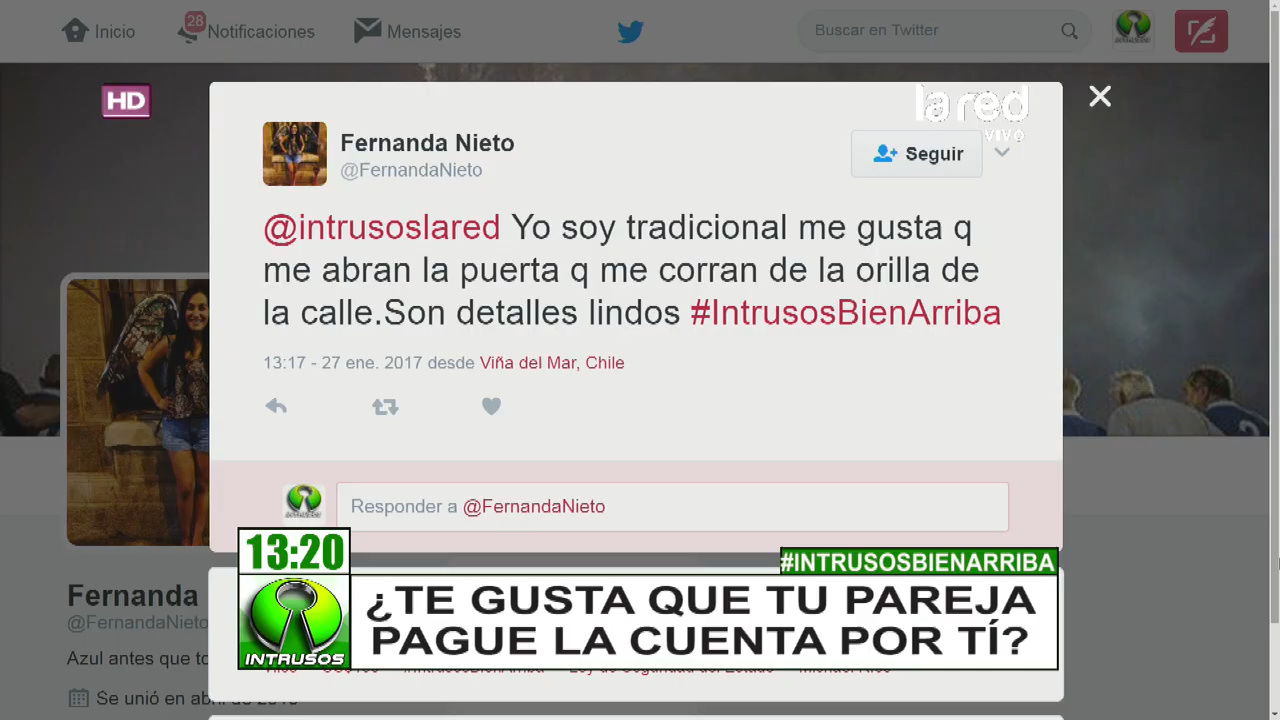 Inicio
28
Notificaciones
Mensajes
Buscar en Twitter
HD
la red
VIVO
Fernanda Nieto
@FernandaNieto
Seguir
@intrusoslared Yo soy tradicional me gusta q
me abran la puerta q me corran de la orilla de
la calle.Son detalles lindos #IntrusosBienArriba
13:17 - 27 ene. 2017 desde Viña del Mar, Chile
Responder a @FernandaNieto
13:20
#INTRUSOSBIENARRIBA
¿TE GUSTA QUE TU PAREJA
PAGUE LA CUENTA POR TÍ?
INTRUSOS
Fernanda
@FernandaNieto
Azul antes que to
Se unió en abril de